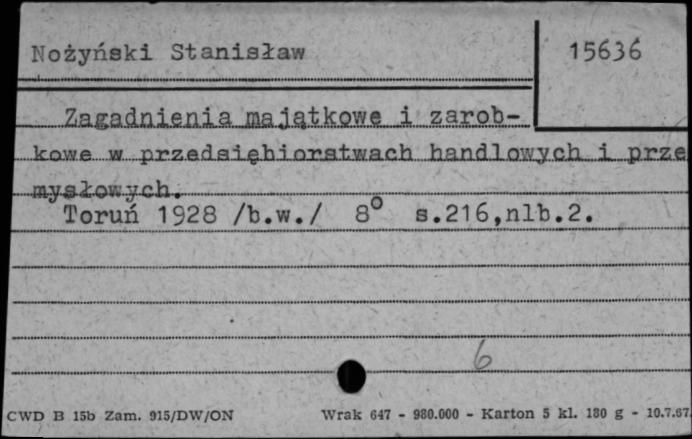 Nożyński Stanisław
15636
Zagadnienia majątkowe i zarob-
kowe w przedsiębiorstwach handlowych i prze
mysłowych.
Toruń 1928 /b.w./ 8° s.216,nlb.2.
6
CWD B 15b Zam. 915/DW/ON Wrak 647 - 980.000 - Karton 5 kl. 180 g - 10.7.67.